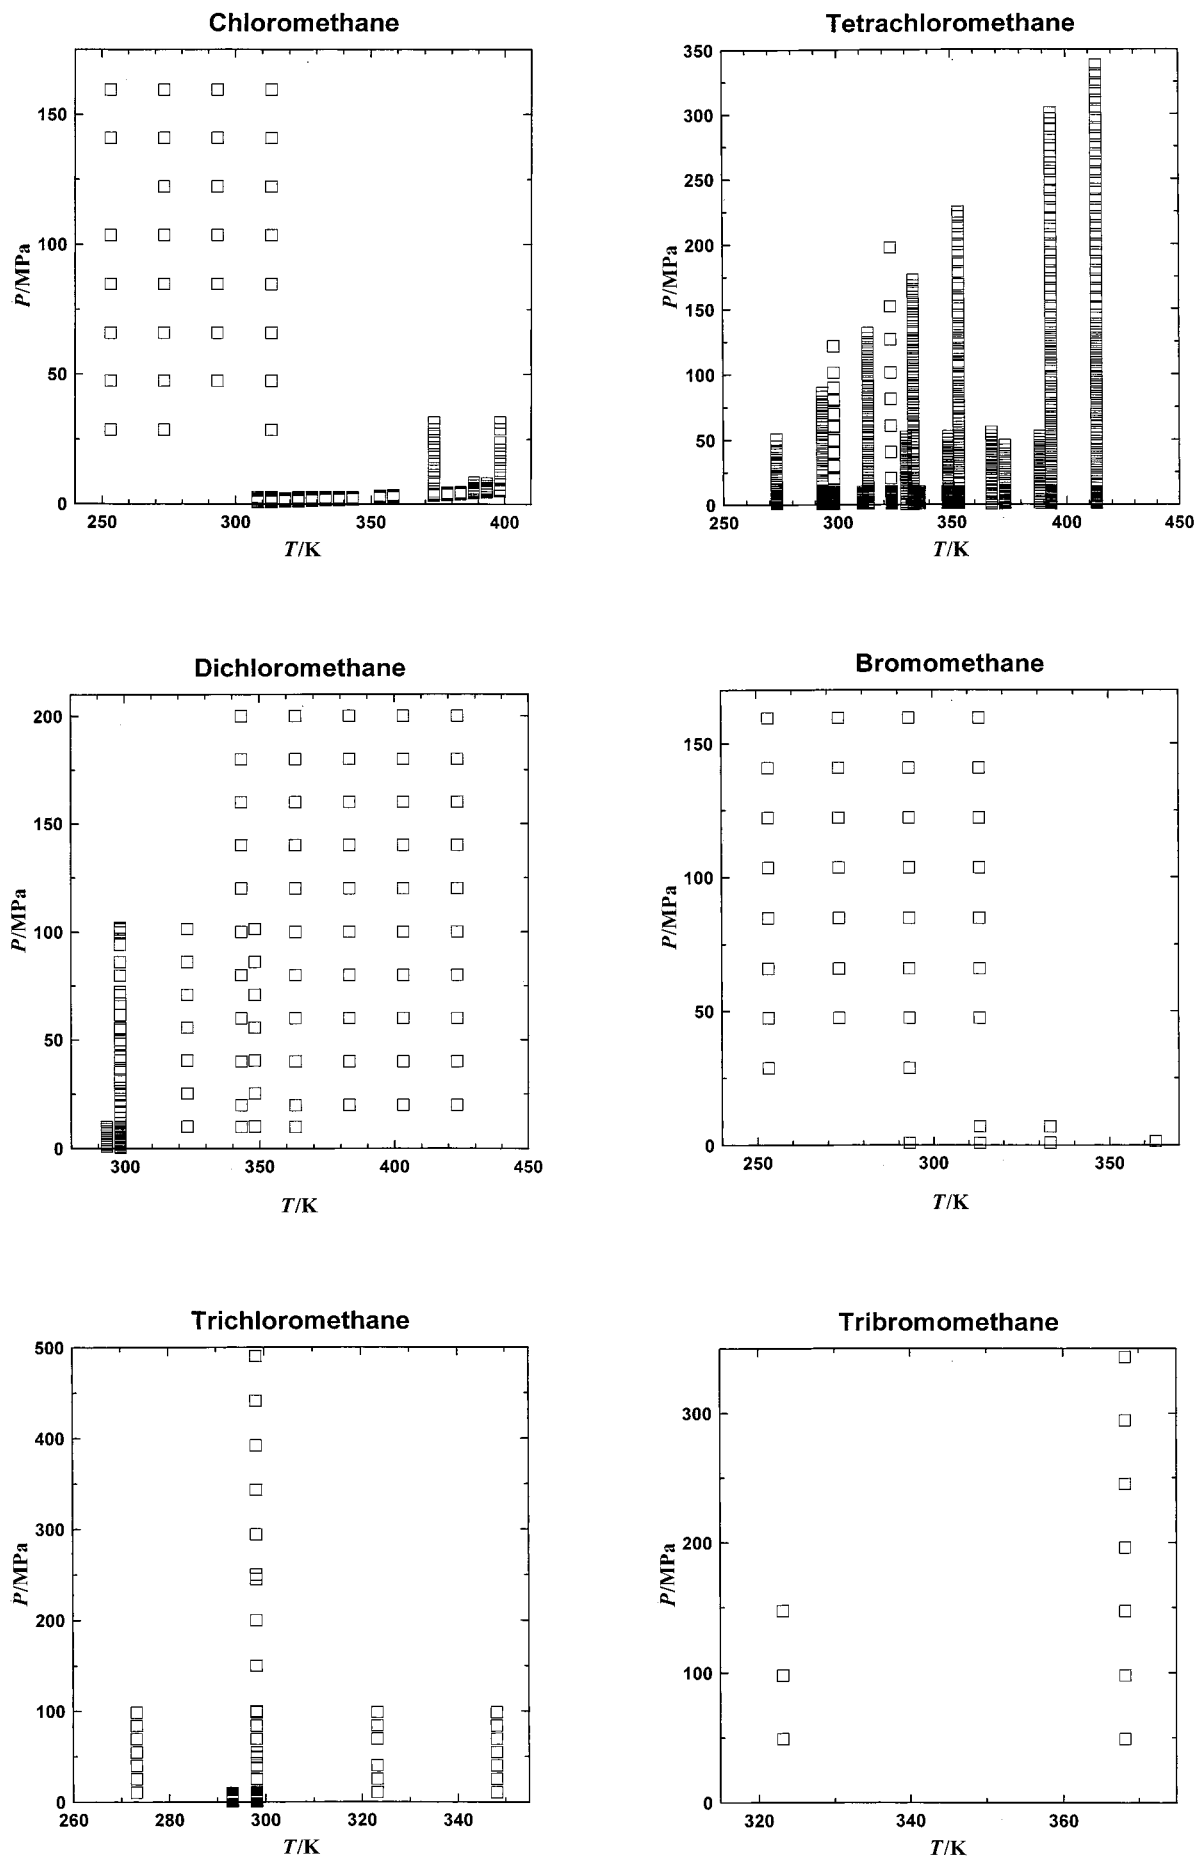 Chloromethane
150
100
50
0
P/MPa
250 300 350 400
T/K
Tetrachloromethane
350
300
250
200
150
100
50
0
P/MPa
250 300 350 400 450
T/K
Dichloromethane
200
150
100
50
0
P/MPa
300 350 400 450
T/K
Bromomethane
150
100
50
0
P/MPa
250 300 350
T/K
Trichloromethane
500
400
300
200
100
0
P/MPa
260 280 300 320 340
T/K
Tribromomethane
300
200
100
0
P/MPa
320 340 360
T/K